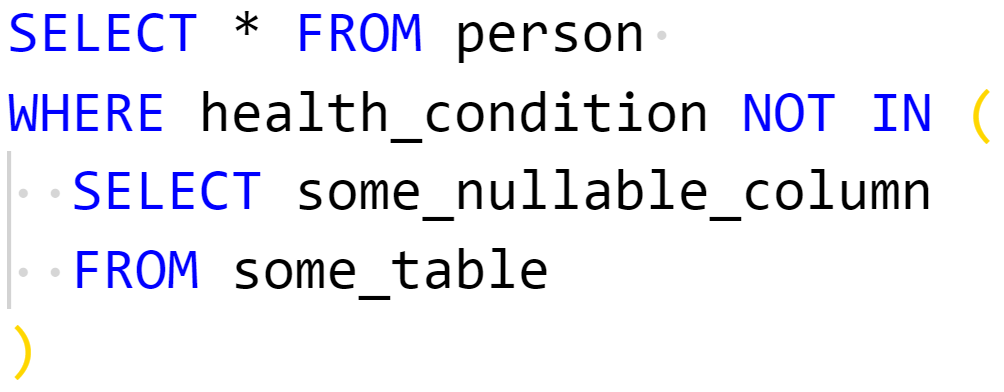 SELECT * FROM person
WHERE health_condition NOT IN (
  SELECT some_nullable_column
  FROM some_table
)